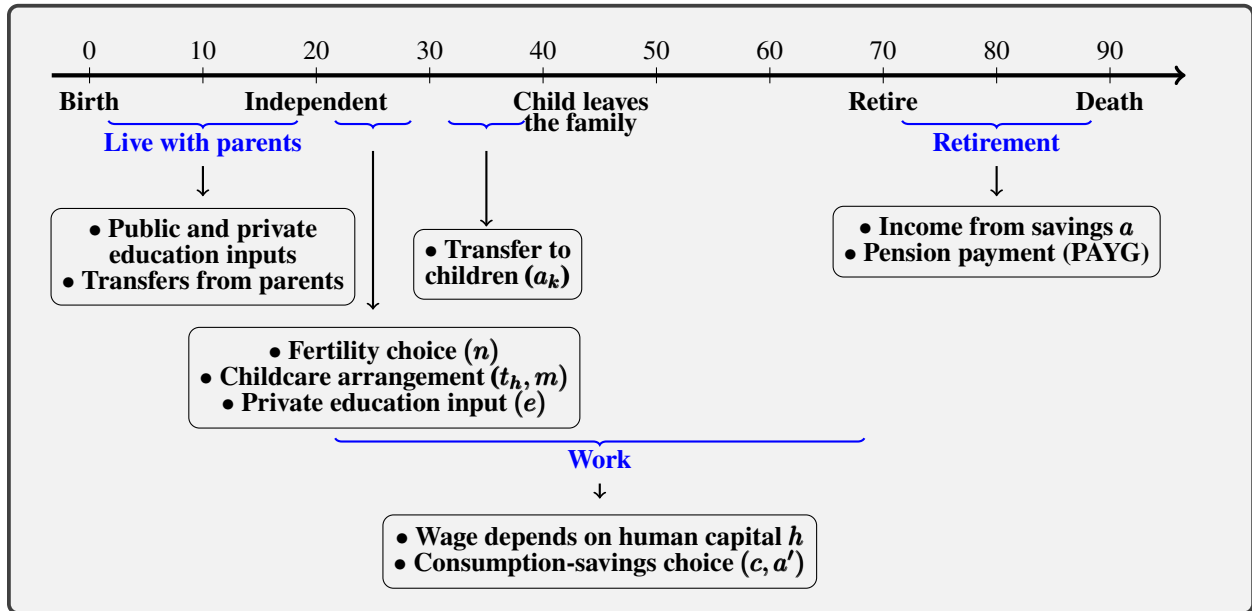 0 10 20 30 40 50 60 70 80 90
Birth Independent Child leaves Retire Death
the family
Live with parents Retirement
• Public and private
education inputs
• Transfers from parents
• Transfer to
children (a_k)
• Income from savings a
• Pension payment (PAYG)
• Fertility choice (n)
• Childcare arrangement (t_h, m)
• Private education input (e)
Work
• Wage depends on human capital h
• Consumption-savings choice (c, a′)